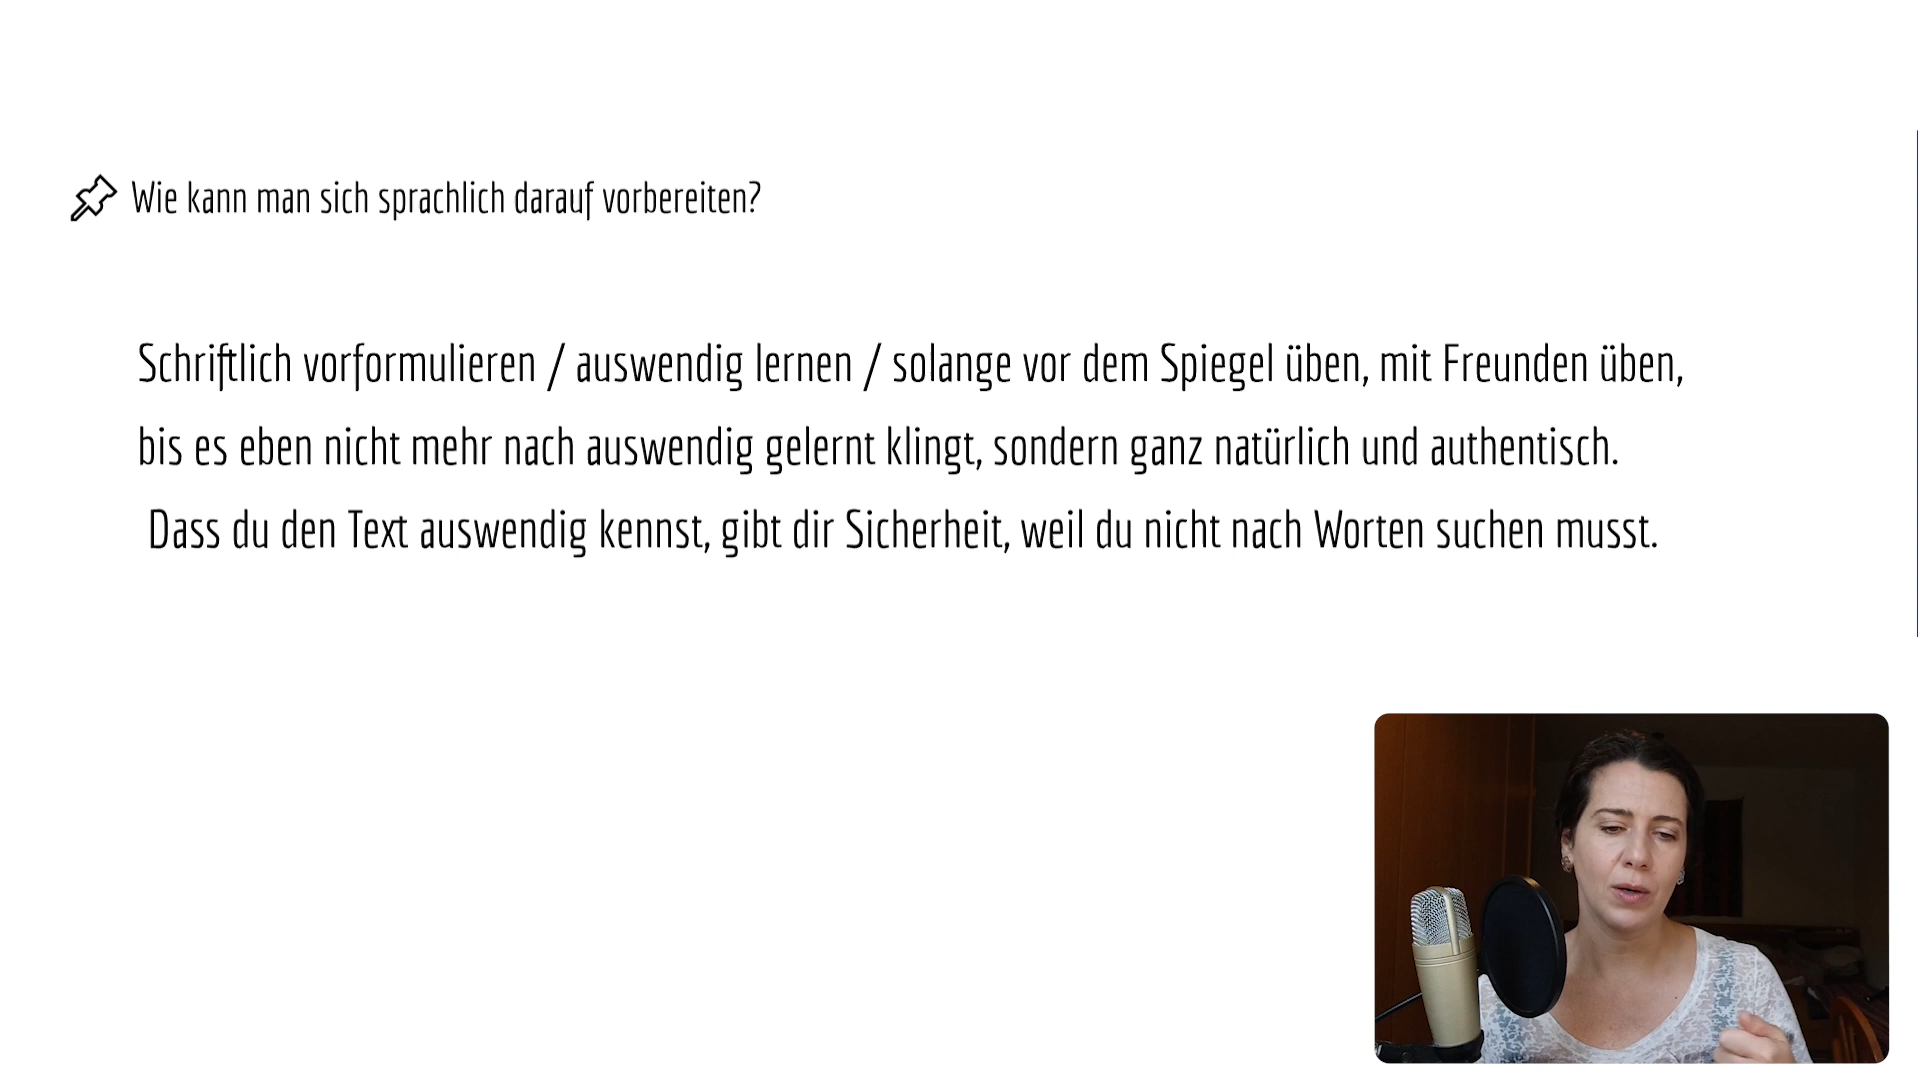 Wie kann man sich sprachlich darauf vorbereiten?
Schriftlich vorformulieren / auswendig lernen / solange vor dem Spiegel üben, mit Freunden üben,
bis es eben nicht mehr nach auswendig gelernt klingt, sondern ganz natürlich und authentisch.
Dass du den Text auswendig kennst, gibt dir Sicherheit, weil du nicht nach Worten suchen musst.